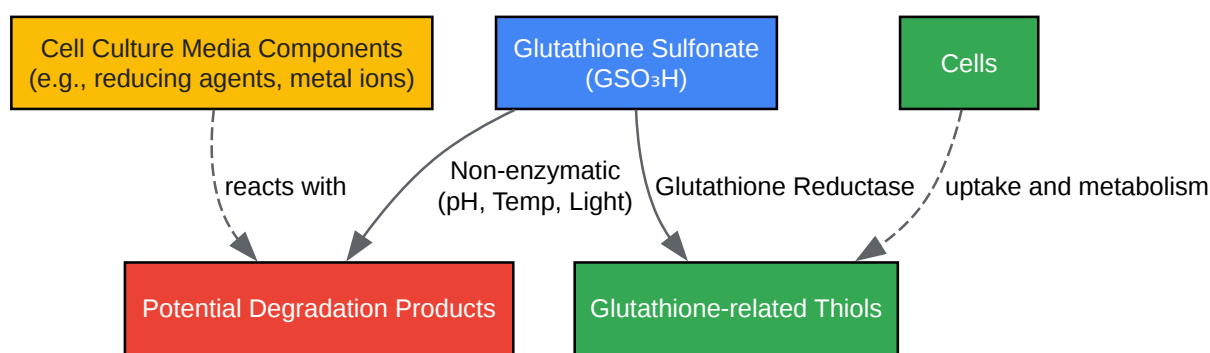 Cell Culture Media Components
(e.g., reducing agents, metal ions)
Glutathione Sulfonate
(GSO₃H)
Cells
reacts with
Non-enzymatic
(pH, Temp, Light)
Glutathione Reductase
uptake and metabolism
Potential Degradation Products
Glutathione-related Thiols